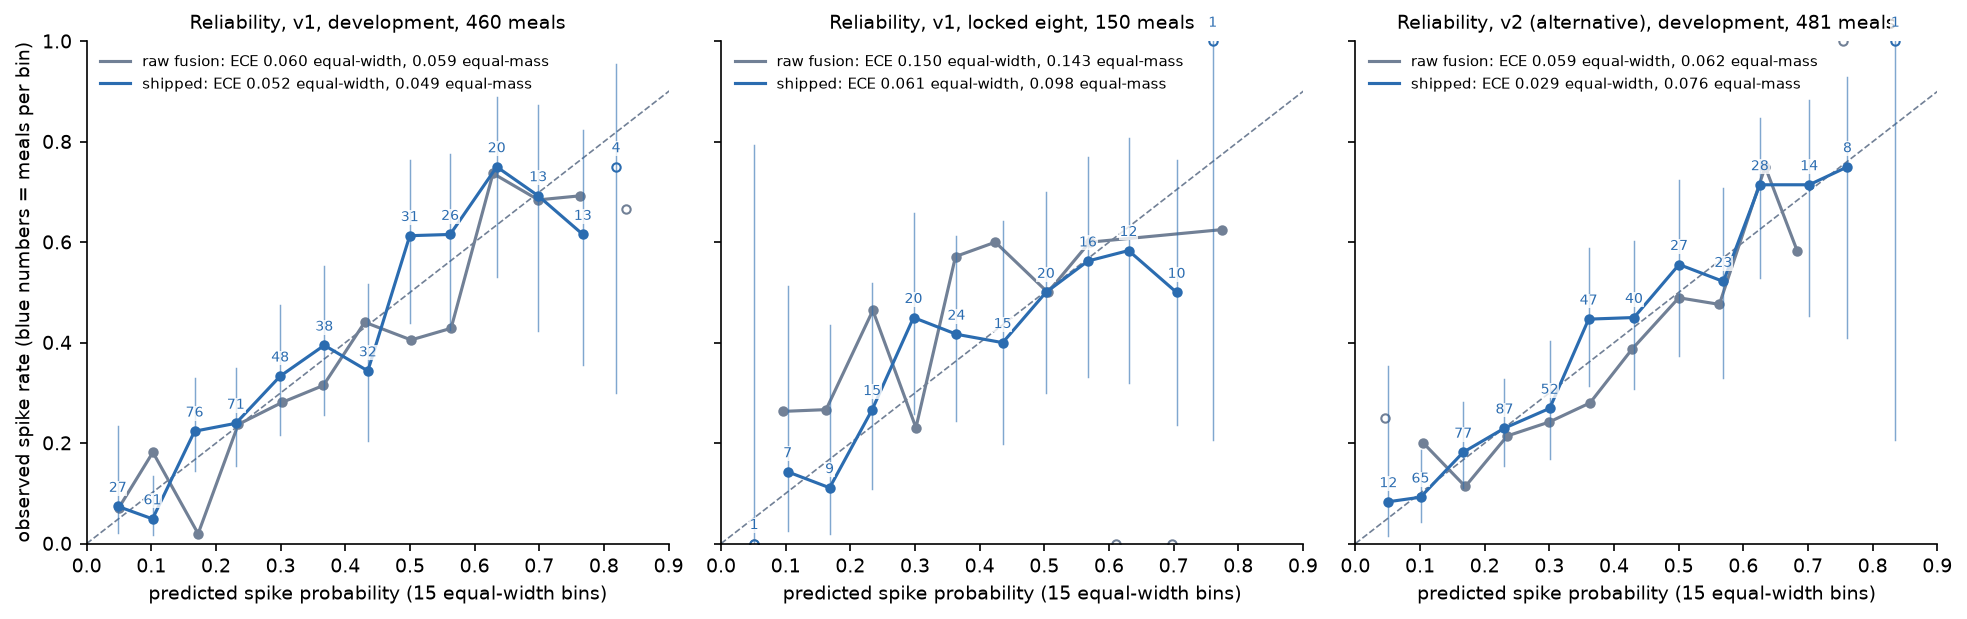 Reliability, v1, development, 460 meals
raw fusion: ECE 0.060 equal-width, 0.059 equal-mass
shipped: ECE 0.052 equal-width, 0.049 equal-mass
observed spike rate (blue numbers = meals per bin)
1.0
0.8
0.6
0.4
0.2
0.0
27
61
76
71
48
38
32
31
26
20
13
13
4
0.0 0.1 0.2 0.3 0.4 0.5 0.6 0.7 0.8 0.9
predicted spike probability (15 equal-width bins)
Reliability, v1, locked eight, 150 meals
raw fusion: ECE 0.150 equal-width, 0.143 equal-mass
shipped: ECE 0.061 equal-width, 0.098 equal-mass
1
7
9
15
20
24
15
20
16
12
10
1
0.0 0.1 0.2 0.3 0.4 0.5 0.6 0.7 0.8 0.9
predicted spike probability (15 equal-width bins)
Reliability, v2 (alternative), development, 481 meals
raw fusion: ECE 0.059 equal-width, 0.062 equal-mass
shipped: ECE 0.029 equal-width, 0.076 equal-mass
12
65
77
87
52
47
40
27
23
28
14
8
1
0.0 0.1 0.2 0.3 0.4 0.5 0.6 0.7 0.8 0.9
predicted spike probability (15 equal-width bins)